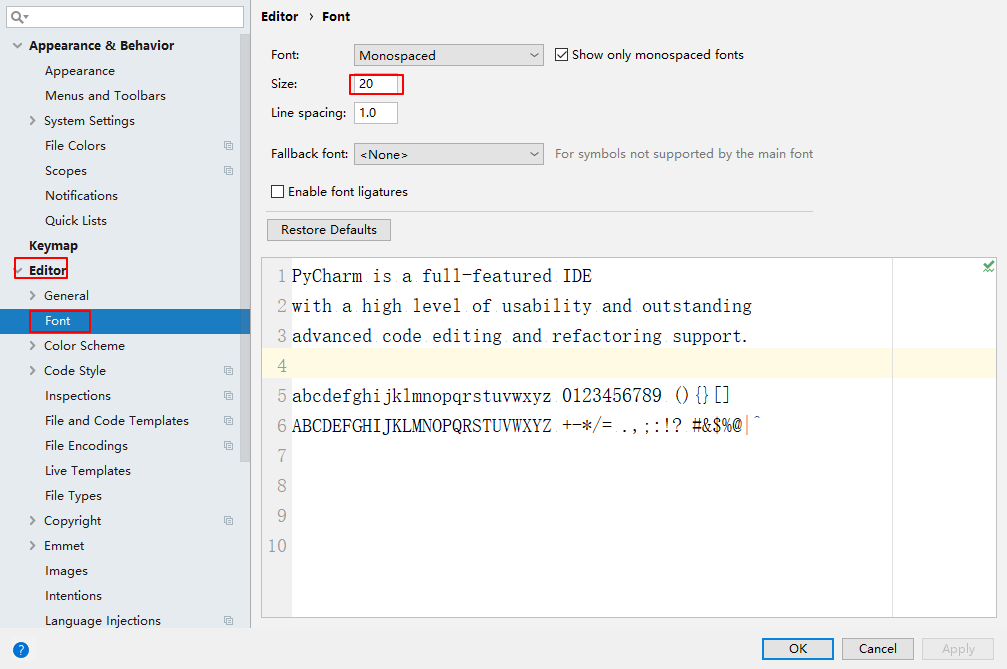 Appearance & Behavior
Appearance
Menus and Toolbars
System Settings
File Colors
Scopes
Notifications
Quick Lists
Keymap
Editor
General
Font
Color Scheme
Code Style
Inspections
File and Code Templates
File Encodings
Live Templates
File Types
Copyright
Emmet
Images
Intentions
Language Injections
?
Editor › Font
Font: Monospaced Show only monospaced fonts
Size: 20
Line spacing: 1.0
Fallback font: <None> For symbols not supported by the main font
Enable font ligatures
Restore Defaults
1 PyCharm is a full-featured IDE
2 with a high level of usability and outstanding
3 advanced code editing and refactoring support.
4
5 abcdefghijklmnopqrstuvwxyz 0123456789 (){}[]
6 ABCDEFGHIJKLMNOPQRSTUVWXYZ +-*/= .,;:!? #&$%@|^
7
8
9
10
OK Cancel Apply